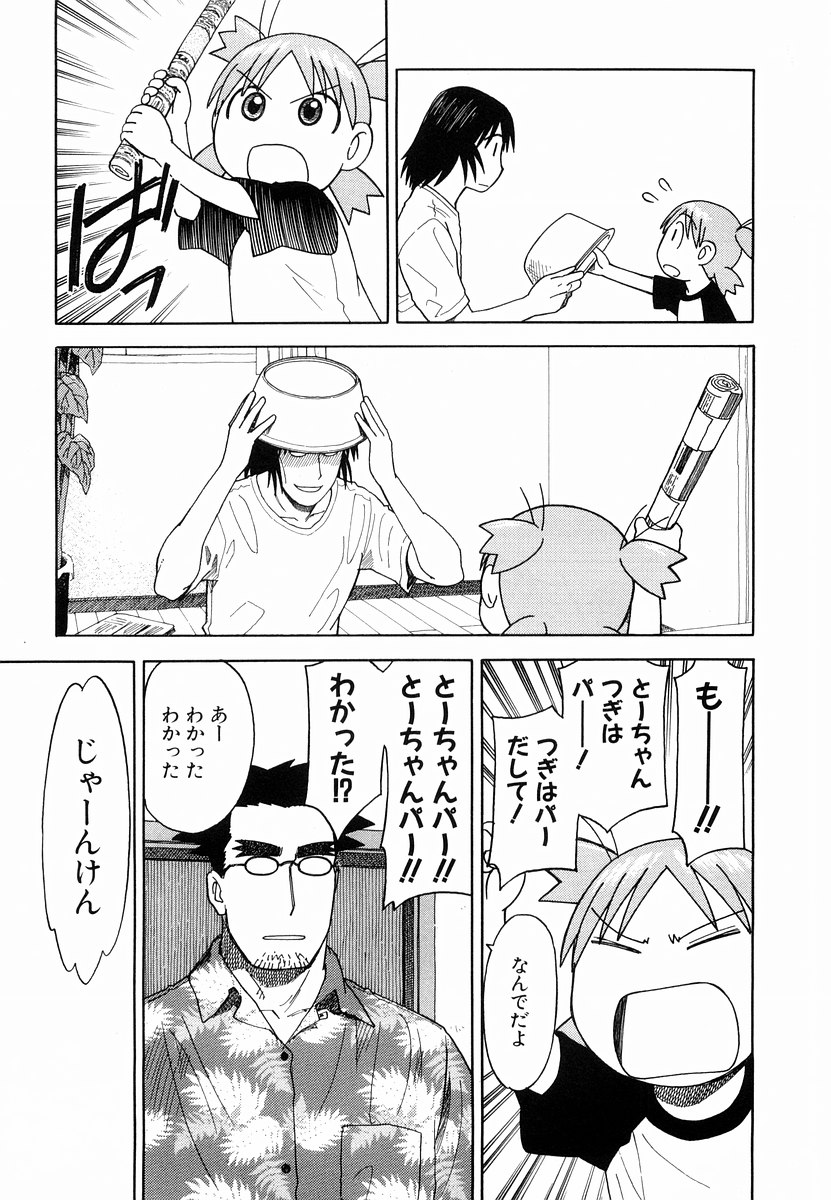 ばっ
もーーー!!
とーちゃん
つぎは
パー！
つぎはパー
だして！
なんでだよ
とーちゃんパー!!
とーちゃんパー!!
わかった!?
あー
わかった
わかった
じゃーんけん